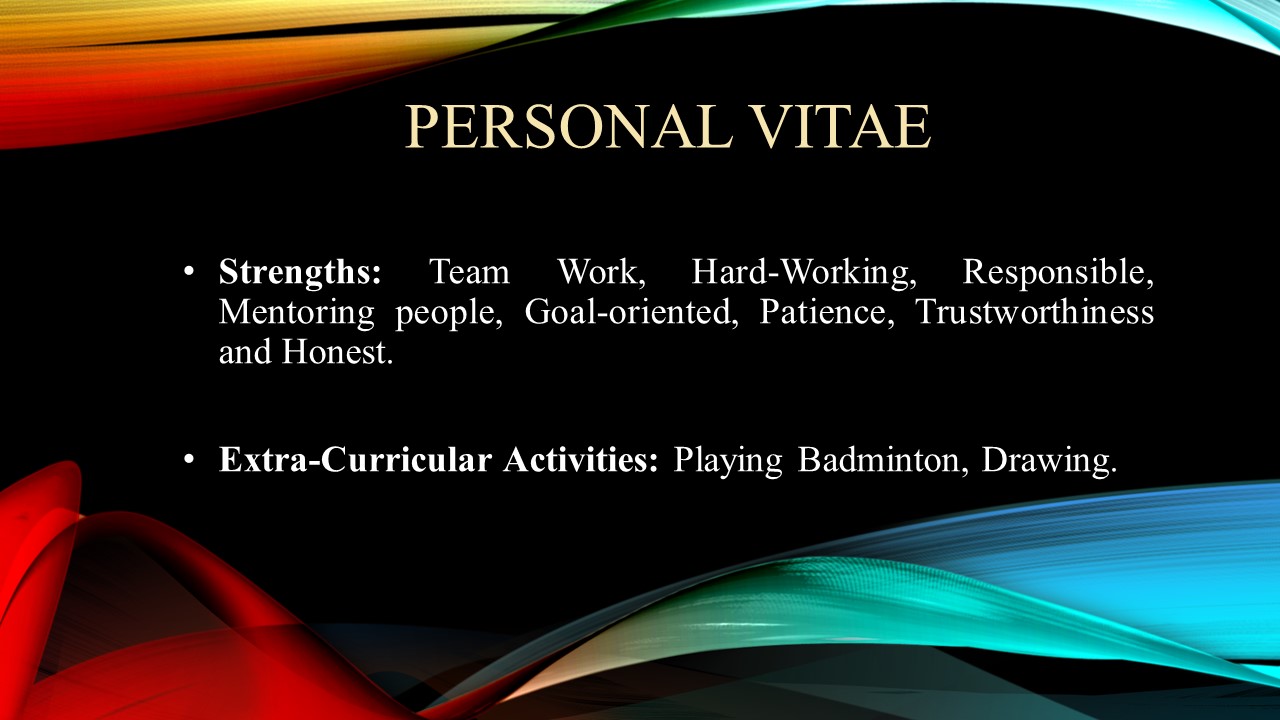 PERSONAL VITAE
• Strengths: Team Work, Hard-Working, Responsible,
Mentoring people, Goal-oriented, Patience, Trustworthiness
and Honest.
• Extra-Curricular Activities: Playing Badminton, Drawing.